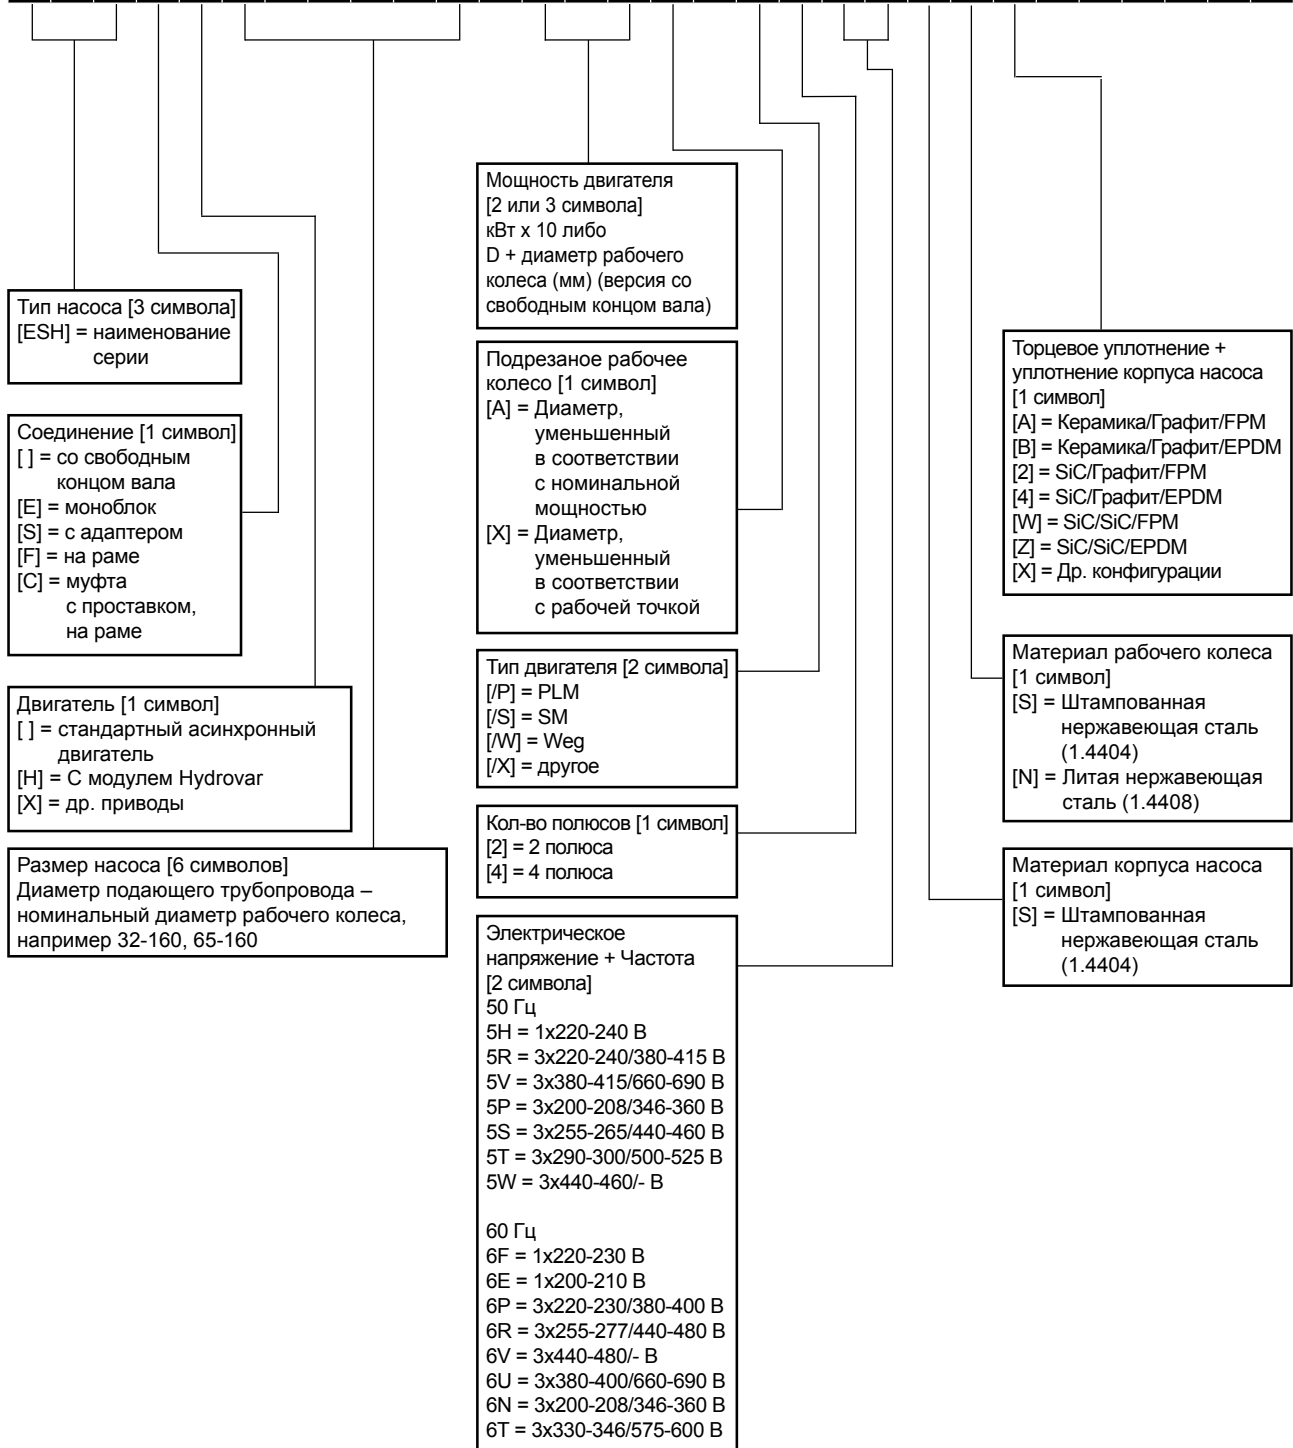 Тип насоса [3 символа]
[ESH] = наименование
серии
Соединение [1 символ]
[ ] = со свободным
концом вала
[E] = моноблок
[S] = с адаптером
[F] = на раме
[C] = муфта
с проставком,
на раме
Двигатель [1 символ]
[ ] = стандартный асинхронный
двигатель
[H] = С модулем Hydrovar
[X] = др. приводы
Размер насоса [6 символов]
Диаметр подающего трубопровода –
номинальный диаметр рабочего колеса,
например 32-160, 65-160
Мощность двигателя
[2 или 3 символа]
кВт x 10 либо
D + диаметр рабочего
колеса (мм) (версия со
свободным концом вала)
Подрезаное рабочее
колесо [1 символ]
[A] = Диаметр,
уменьшенный
в соответствии
с номинальной
мощностью
[X] = Диаметр,
уменьшенный
в соответствии
с рабочей точкой
Тип двигателя [2 символа]
[/P] = PLM
[/S] = SM
[/W] = Weg
[/X] = другое
Кол-во полюсов [1 символ]
[2] = 2 полюса
[4] = 4 полюса
Электрическое
напряжение + Частота
[2 символа]
50 Гц
5H = 1x220-240 В
5R = 3x220-240/380-415 В
5V = 3x380-415/660-690 В
5P = 3x200-208/346-360 В
5S = 3x255-265/440-460 В
5T = 3x290-300/500-525 В
5W = 3x440-460/- В
60 Гц
6F = 1x220-230 В
6E = 1x200-210 В
6P = 3x220-230/380-400 В
6R = 3x255-277/440-480 В
6V = 3x440-480/- В
6U = 3x380-400/660-690 В
6N = 3x200-208/346-360 В
6T = 3x330-346/575-600 В
Торцевое уплотнение +
уплотнение корпуса насоса
[1 символ]
[A] = Керамика/Графит/FPM
[B] = Керамика/Графит/EPDM
[2] = SiC/Графит/FPM
[4] = SiC/Графит/EPDM
[W] = SiC/SiC/FPM
[Z] = SiC/SiC/EPDM
[X] = Др. конфигурации
Материал рабочего колеса
[1 символ]
[S] = Штампованная
нержавеющая сталь
(1.4404)
[N] = Литая нержавеющая
сталь (1.4408)
Материал корпуса насоса
[1 символ]
[S] = Штампованная
нержавеющая сталь
(1.4404)